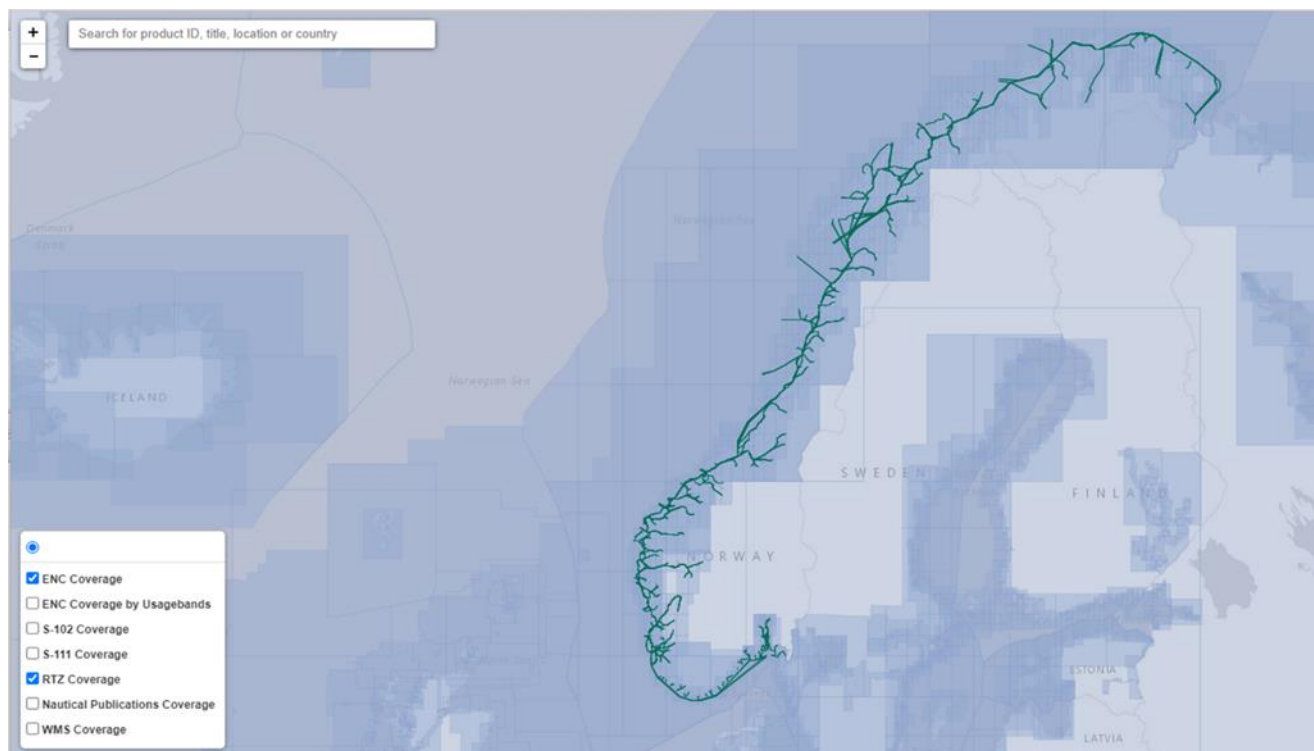 +
−
Search for product ID, title, location or country
Denmark
Norwegian Sea
ICELAND
Norwegian Sea
SWEDEN
FINLAND
NORWAY
ESTONIA
LATVIA
ENC Coverage
ENC Coverage by Usagebands
S-102 Coverage
S-111 Coverage
RTZ Coverage
Nautical Publications Coverage
WMS Coverage